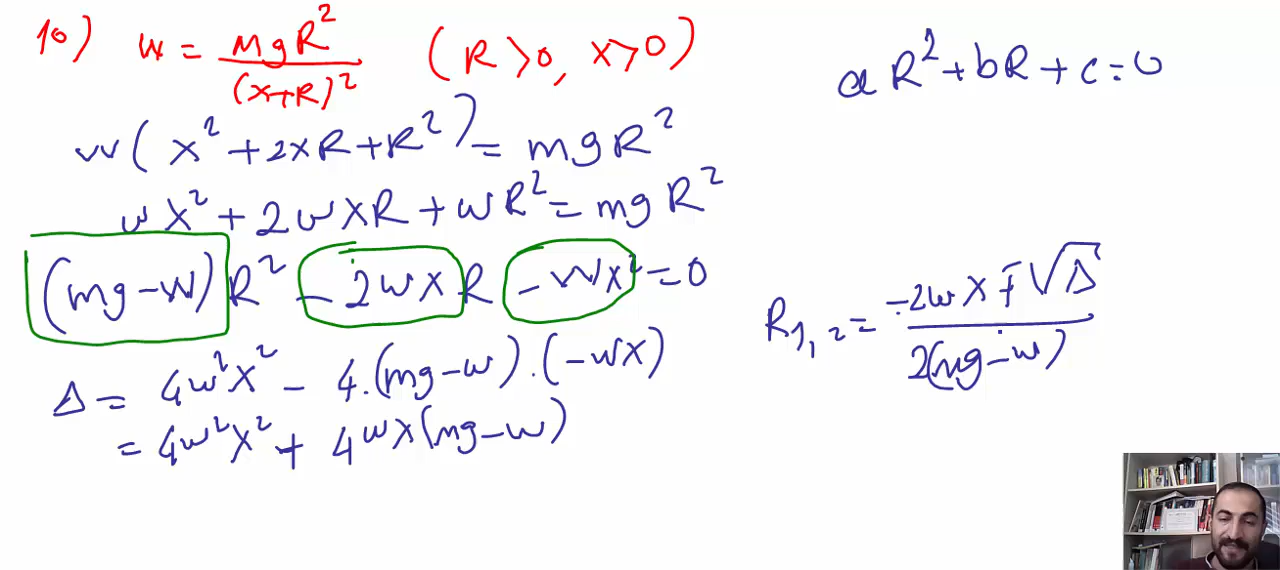 10) W = mgR² / (x+R)² (R>0, x>0)
aR²+bR+c=0
w(x²+2xR+R²)=mgR²
wx²+2wxR+wR²=mgR²
(mg-w)R² -2wxR -wx²=0
R1,2 = -2wx∓√Δ / 2(mg-w)
Δ = 4w²x² - 4.(mg-w).(-wx)
= 4w²x² + 4wx(mg-w)